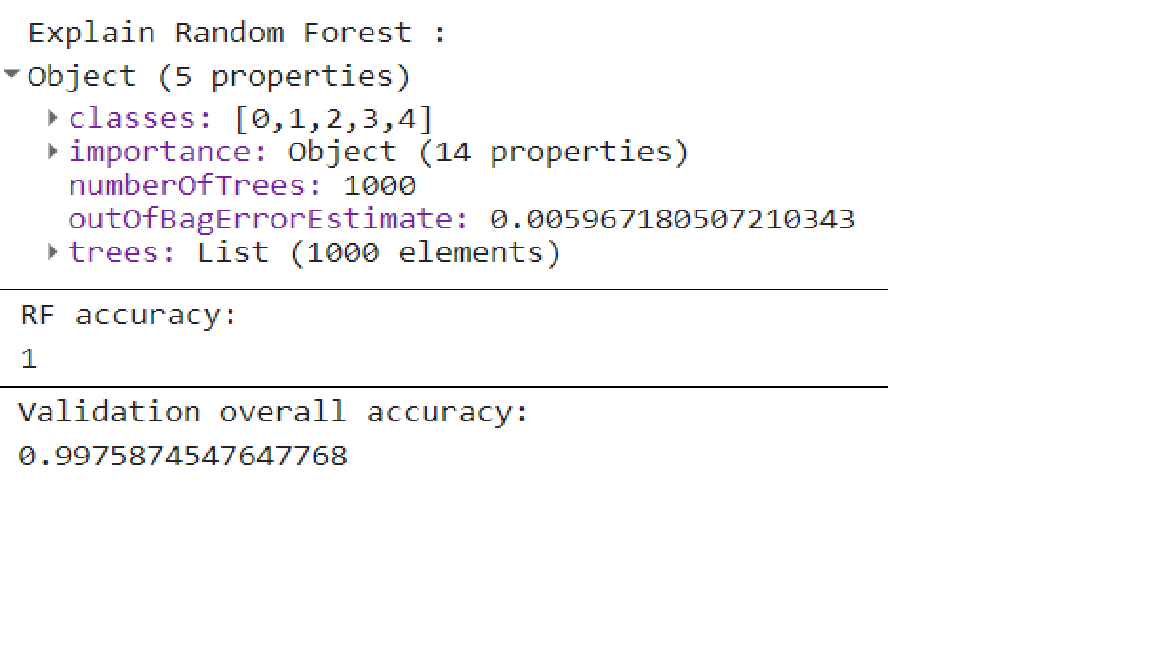 Explain Random Forest :
Object (5 properties)
classes: [0,1,2,3,4]
importance: Object (14 properties)
numberOfTrees: 1000
outOfBagErrorEstimate: 0.005967180507210343
trees: List (1000 elements)
RF accuracy:
1
Validation overall accuracy:
0.9975874547647768